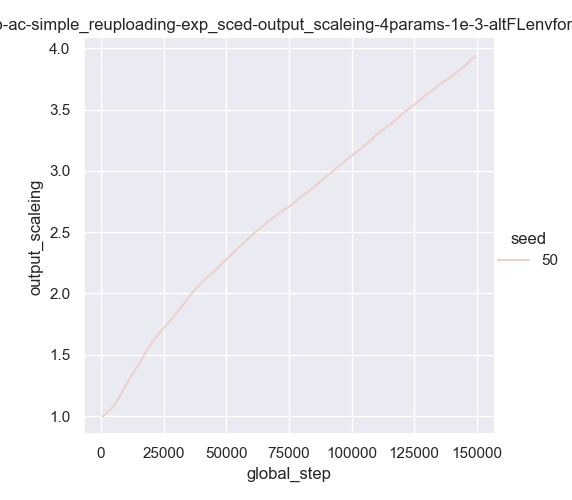 o-ac-simple_reuploading-exp_sced-output_scaleing-4params-1e-3-altFLenvfor
4.0
3.5
3.0
2.5
2.0
1.5
1.0
output_scaleing
0 25000 50000 75000 100000 125000 150000
global_step
seed
50